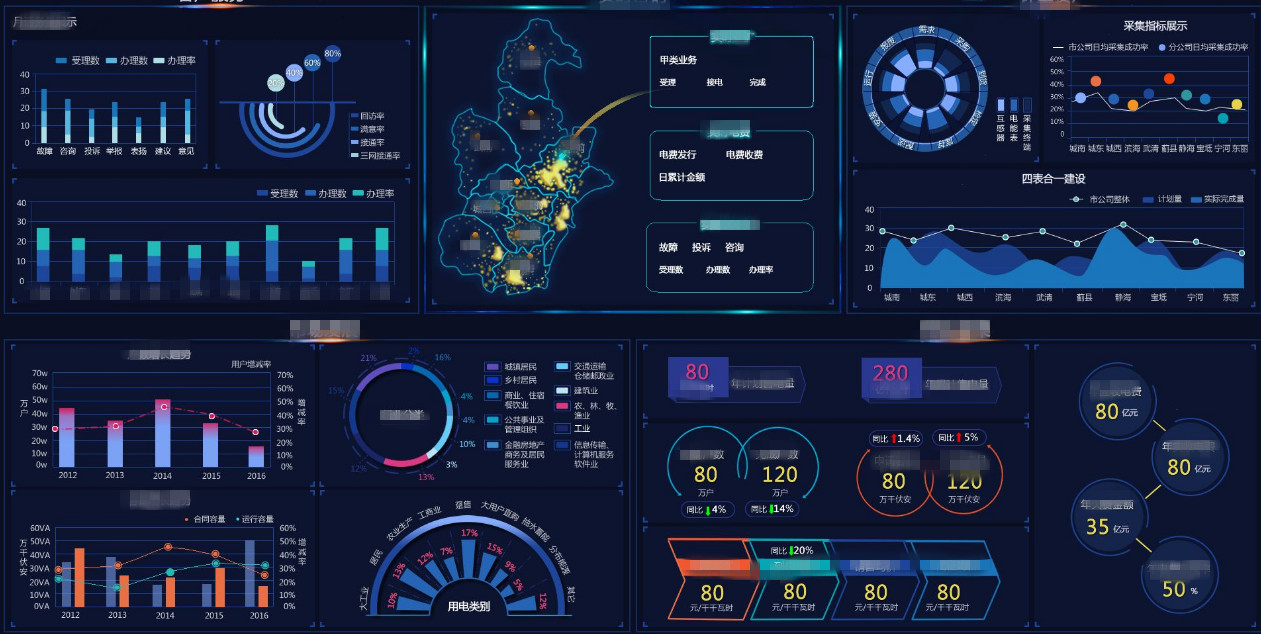 月
示
受理数 办理数 办理率
40
30
20
10
0
故障 咨询 投诉 举报 表扬 建议 意见
20%
40%
60%
80%
回访率
满意率
接通率
三网接通率
受理数 办理数 办理率
40
30
20
10
0
甲类业务
受理 接电 完成
电费发行 电费收费
日累计金额
故障 投诉 咨询
受理数 办理数 办理率
需求
采购
运行
互感器
电能表
采集终端
采集指标展示
市公司日均采集成功率 分公司日均采集成功率
60%
50%
40%
30%
20%
10%
0
城南 城东 城西 滨海 武清 蓟县 静海 宝坻 宁河 东丽
四表合一建设
市公司整体 计划量 实际完成量
40
30
20
10
0
城南 城东 城西 滨海 武清 蓟县 静海 宝坻 宁河 东丽
用户增减率
万户
70w
60w
50w
40w
30w
20w
10w
0w
70%
60%
50%
40%
30%
20%
10%
0%
增减率
2012 2013 2014 2015 2016
21%
2%
16%
4%
4%
10%
3%
13%
12%
15%
城镇居民
乡村居民
商业、住宿
餐饮业
公共事业及
管理组织
金融房地产
商务及居民
服务业
交通运输
仓储邮政业
建筑业
农、林、牧、
渔业
工业
信息传输、
计算机服务
软件业
合同容量 运行容量
万千伏安
60VA
50VA
40VA
30VA
20VA
10VA
0VA
60%
50%
40%
30%
20%
10%
0%
增减率
2012 2013 2014 2015 2016
大工业
居民
农业生产
工商业
趸售
大用户直购
抽水蓄能
分布能源
其它
10%
13%
12%
7%
17%
15%
9%
5%
12%
用电类别
80
280
80
万户
同比 4%
120
万户
同比 14%
同比 1.4%
80
万千伏安
同比 5%
120
万千伏安
同比 20%
80
元/千千瓦时
80
元/千千瓦时
80
元/千千瓦时
80
元/千千瓦时
80 亿元
80 亿元
35 亿元
50 %